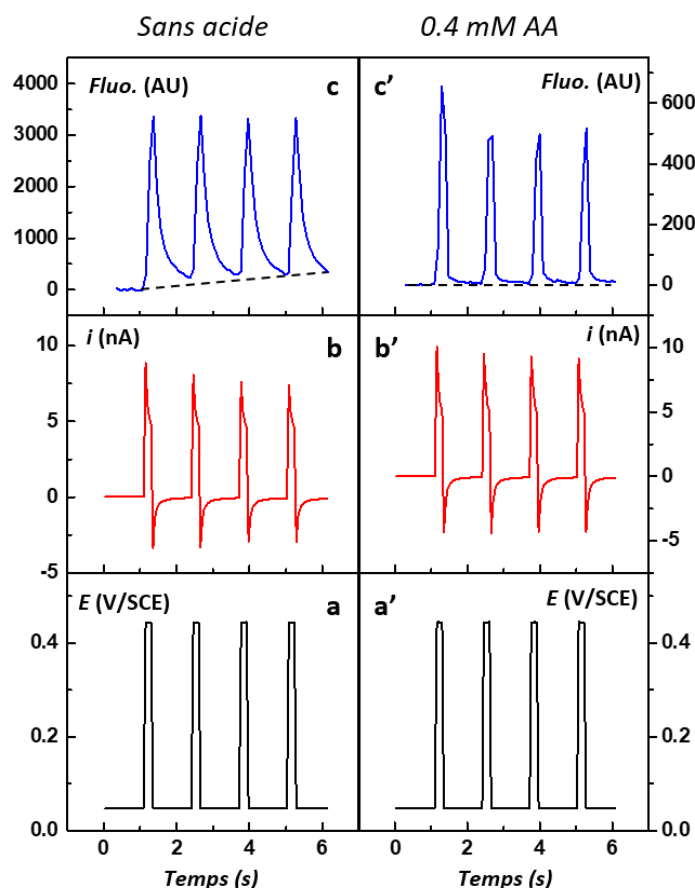 Sans acide 0.4 mM AA
4000 Fluo. (AU) c c’ Fluo. (AU)
600
3000
400
2000
200
1000
0 0
10 i (nA) b b’ i (nA) 10
5 5
0 0
-5 -5
E (V/SCE) a a’ E (V/SCE)
0.4 0.4
0.2 0.2
0.0 0.0
0 2 4 6 0 2 4 6
Temps (s) Temps (s)